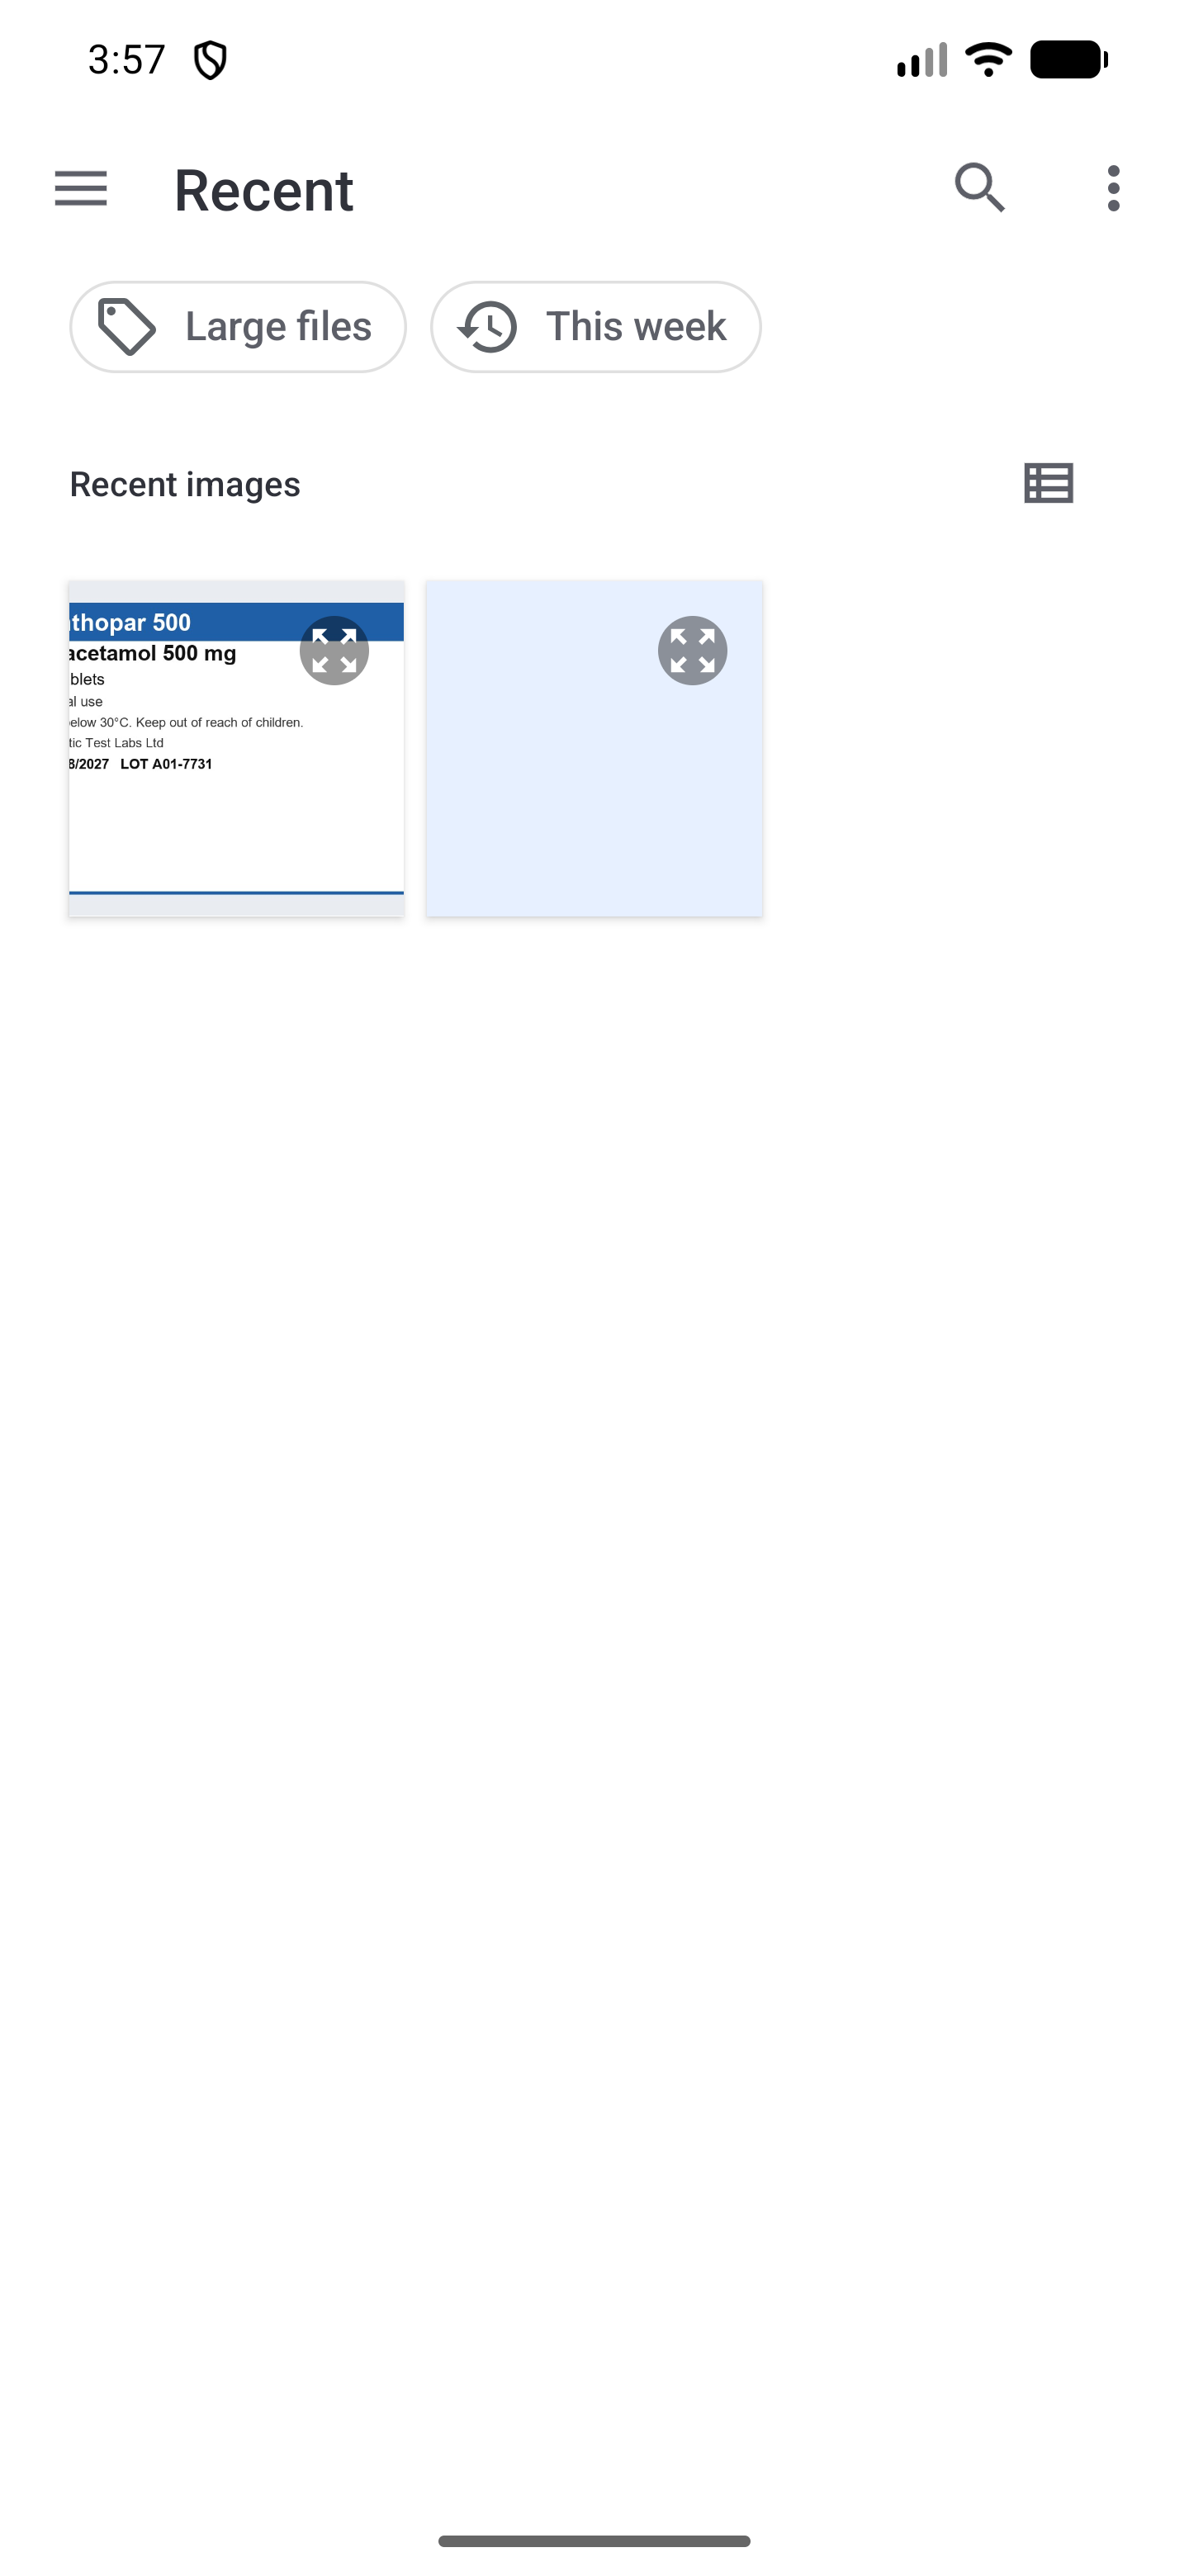 3:57
Recent
Large files
This week
Recent images
thopar 500
acetamol 500 mg
blets
al use
elow 30°C. Keep out of reach of children.
tic Test Labs Ltd
8/2027 LOT A01-7731